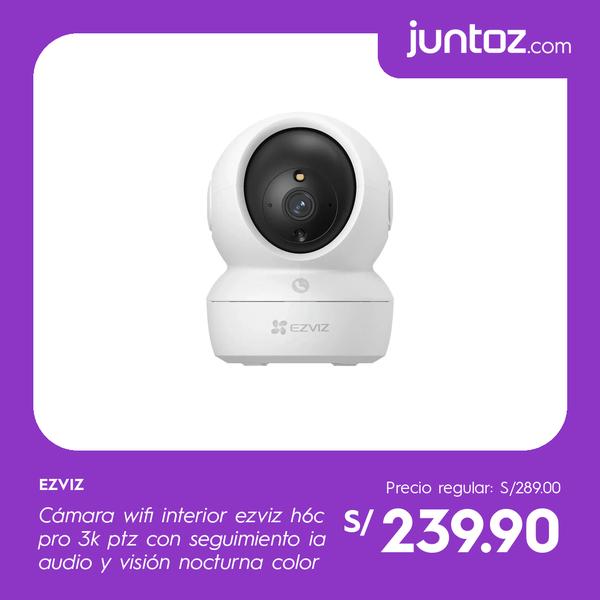 juntoz.com
EZVIZ
EZVIZ
Cámara wifi interior ezviz h6c
pro 3k ptz con seguimiento ia
audio y visión nocturna color
Precio regular: S/289.00
S/ 239.90